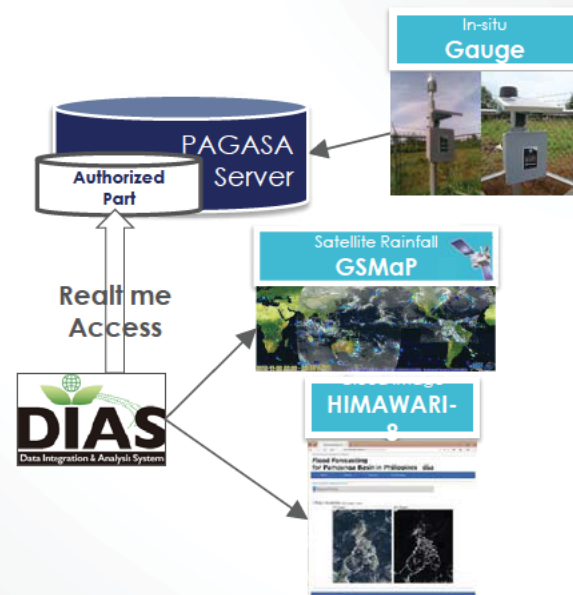 In-situ
Gauge
PAGASA
Server
Authorized
Part
Satellite Rainfall
GSMaP
Realt me
Access
HIMAWARI-
8
DIAS
Data Integration & Analysis System
Flood Forecasting
for Pampanga Basin in Philippines